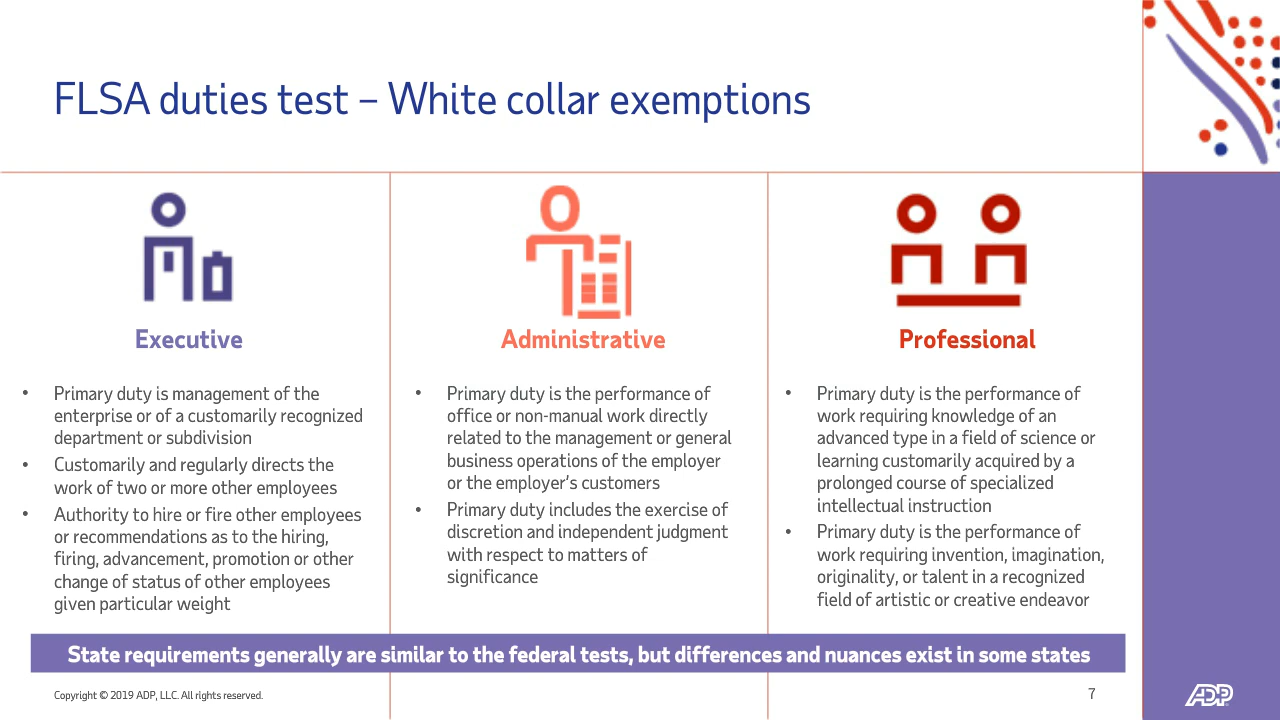 FLSA duties test – White collar exemptions
Executive
• Primary duty is management of the
enterprise or of a customarily recognized
department or subdivision
• Customarily and regularly directs the
work of two or more other employees
• Authority to hire or fire other employees
or recommendations as to the hiring,
firing, advancement, promotion or other
change of status of other employees
given particular weight
Administrative
• Primary duty is the performance of
office or non-manual work directly
related to the management or general
business operations of the employer
or the employer's customers
• Primary duty includes the exercise of
discretion and independent judgment
with respect to matters of
significance
Professional
• Primary duty is the performance of
work requiring knowledge of an
advanced type in a field of science or
learning customarily acquired by a
prolonged course of specialized
intellectual instruction
• Primary duty is the performance of
work requiring invention, imagination,
originality, or talent in a recognized
field of artistic or creative endeavor
State requirements generally are similar to the federal tests, but differences and nuances exist in some states
Copyright © 2019 ADP, LLC. All rights reserved.
7
ADP